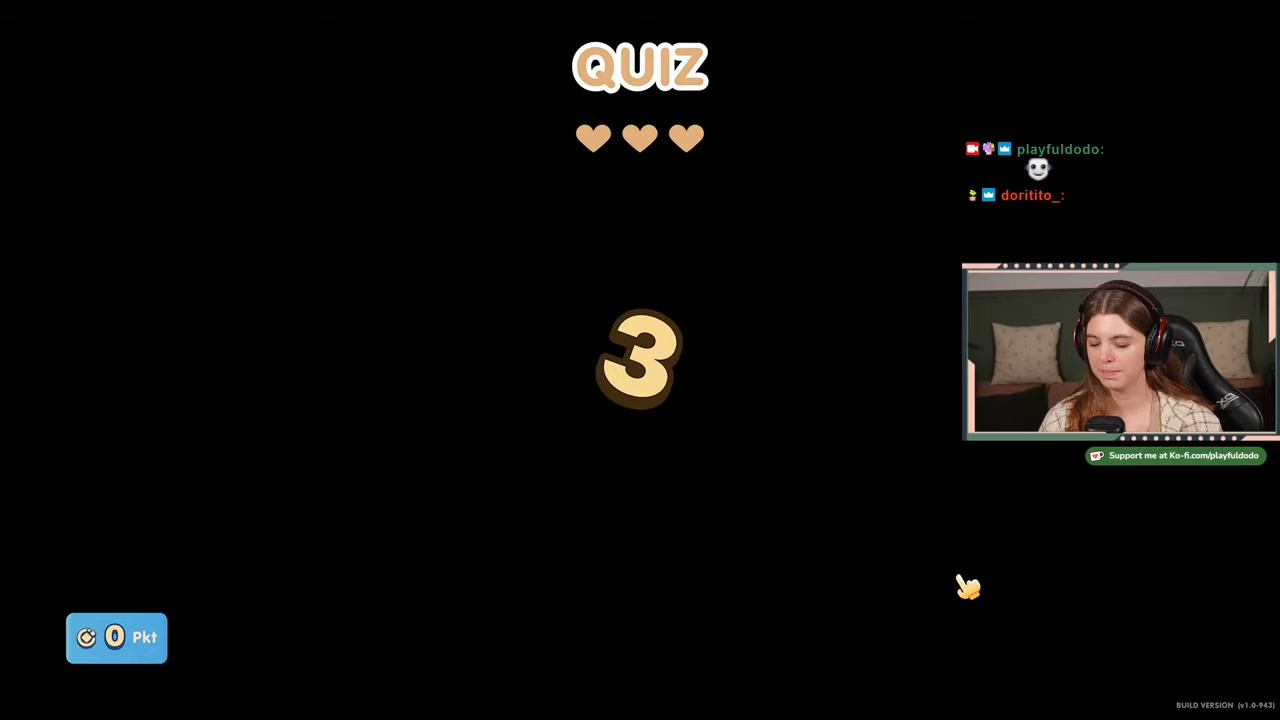 QUIZ
playfuldodo:
doritito_:
3
Support me at Ko-fi.com/playfuldodo
0 Pkt
BUILD VERSION (v1.0-943)